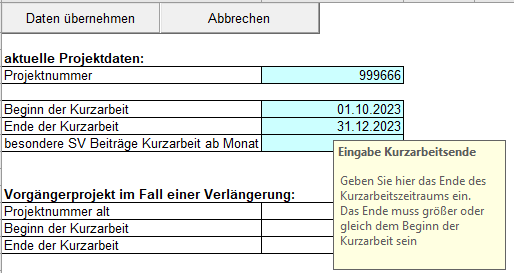 Daten übernehmen Abbrechen
aktuelle Projektdaten:
Projektnummer 999666
Beginn der Kurzarbeit 01.10.2023
Ende der Kurzarbeit 31.12.2023
besondere SV Beiträge Kurzarbeit ab Monat
Eingabe Kurzarbeitsende
Geben Sie hier das Ende des
Kurzarbeitszeitraums ein.
Das Ende muss größer oder
gleich dem Beginn der
Kurzarbeit sein
Vorgängerprojekt im Fall einer Verlängerung:
Projektnummer alt
Beginn der Kurzarbeit
Ende der Kurzarbeit